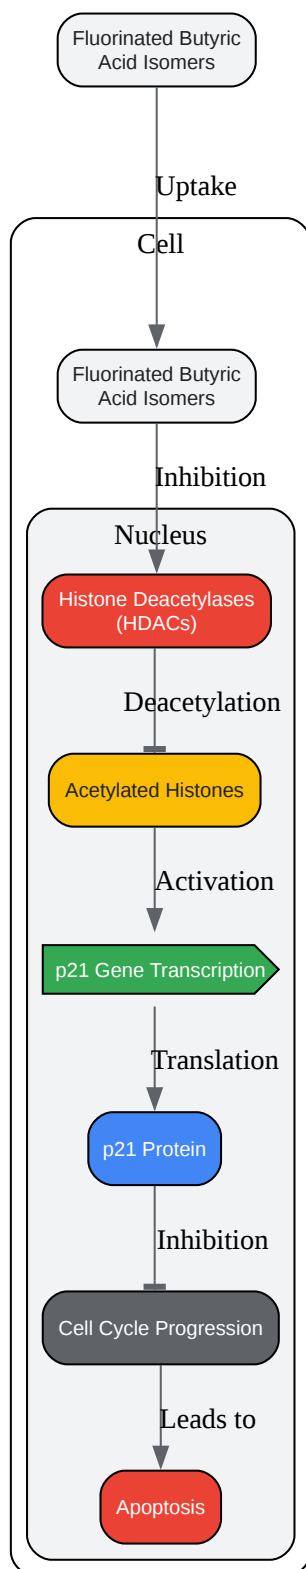 Fluorinated Butyric
Acid Isomers
Uptake
Cell
Fluorinated Butyric
Acid Isomers
Inhibition
Nucleus
Histone Deacetylases
(HDACs)
Deacetylation
Acetylated Histones
Activation
p21 Gene Transcription
Translation
p21 Protein
Inhibition
Cell Cycle Progression
Leads to
Apoptosis